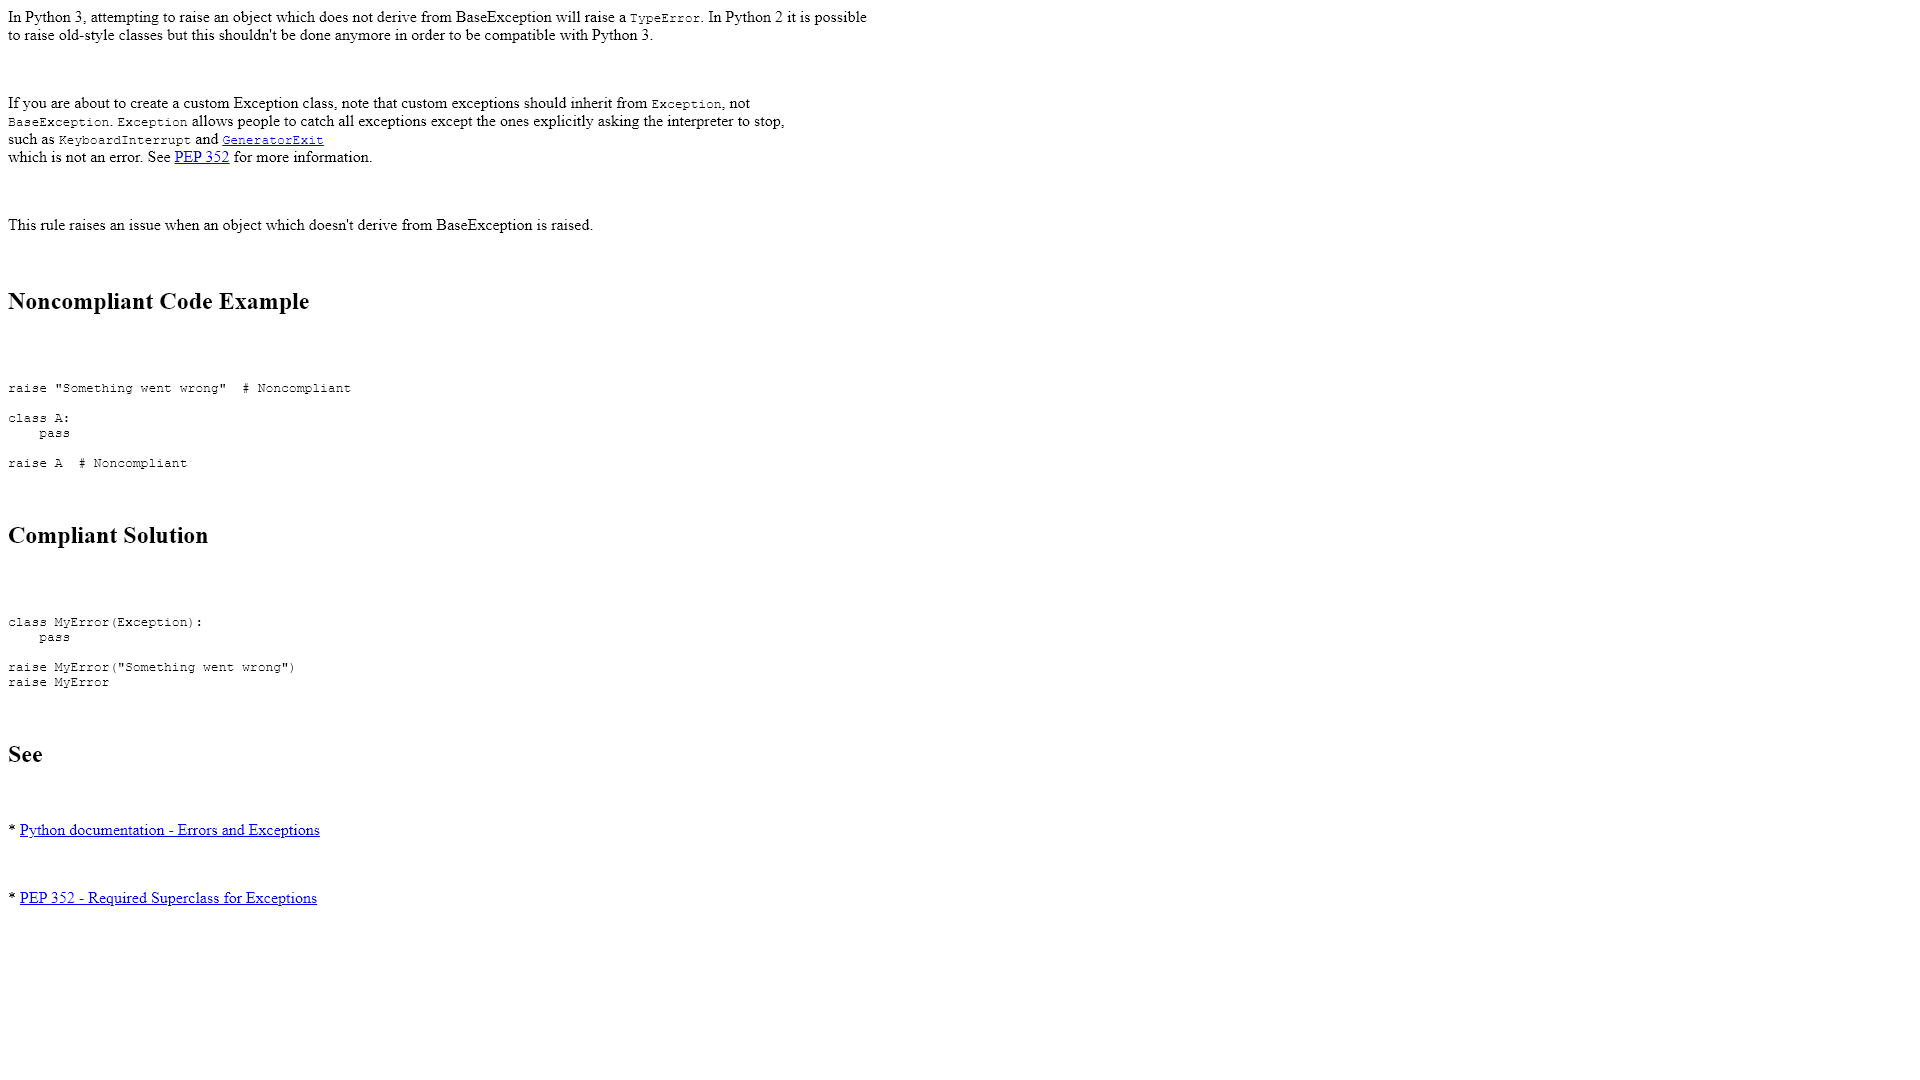 In Python 3, attempting to raise an object which does not derive from BaseException will raise a TypeError. In Python 2 it is possible
to raise old-style classes but this shouldn't be done anymore in order to be compatible with Python 3.
If you are about to create a custom Exception class, note that custom exceptions should inherit from Exception, not
BaseException. Exception allows people to catch all exceptions except the ones explicitly asking the interpreter to stop,
such as KeyboardInterrupt and GeneratorExit
which is not an error. See PEP 352 for more information.
This rule raises an issue when an object which doesn't derive from BaseException is raised.
Noncompliant Code Example
raise "Something went wrong"  # Noncompliant
class A:
    pass
raise A  # Noncompliant
Compliant Solution
class MyError(Exception):
    pass
raise MyError("Something went wrong")
raise MyError
See
* Python documentation - Errors and Exceptions
* PEP 352 - Required Superclass for Exceptions